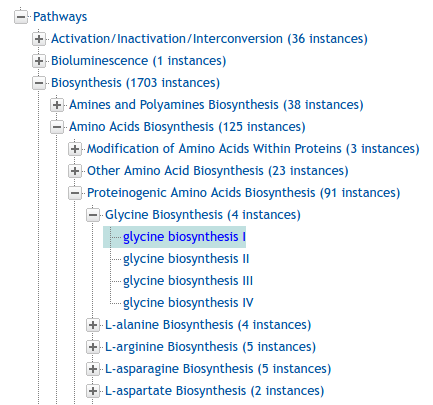 Pathways
Activation/Inactivation/Interconversion (36 instances)
Bioluminescence (1 instances)
Biosynthesis (1703 instances)
Amines and Polyamines Biosynthesis (38 instances)
Amino Acids Biosynthesis (125 instances)
Modification of Amino Acids Within Proteins (3 instances)
Other Amino Acid Biosynthesis (23 instances)
Proteinogenic Amino Acids Biosynthesis (91 instances)
Glycine Biosynthesis (4 instances)
glycine biosynthesis I
glycine biosynthesis II
glycine biosynthesis III
glycine biosynthesis IV
L-alanine Biosynthesis (4 instances)
L-arginine Biosynthesis (5 instances)
L-asparagine Biosynthesis (5 instances)
L-aspartate Biosynthesis (2 instances)